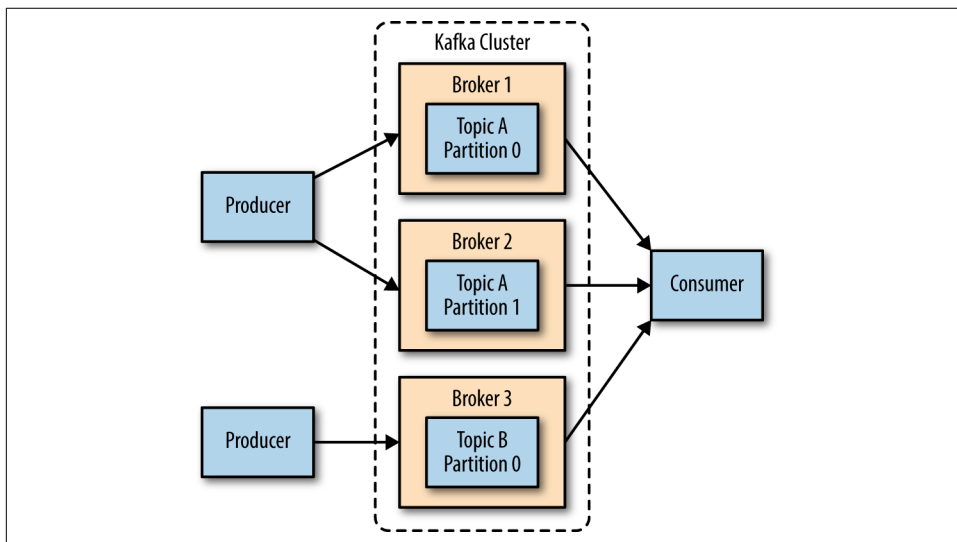 Kafka Cluster
Broker 1
Topic A
Partition 0
Producer
Broker 2
Topic A
Partition 1
Consumer
Broker 3
Topic B
Partition 0
Producer